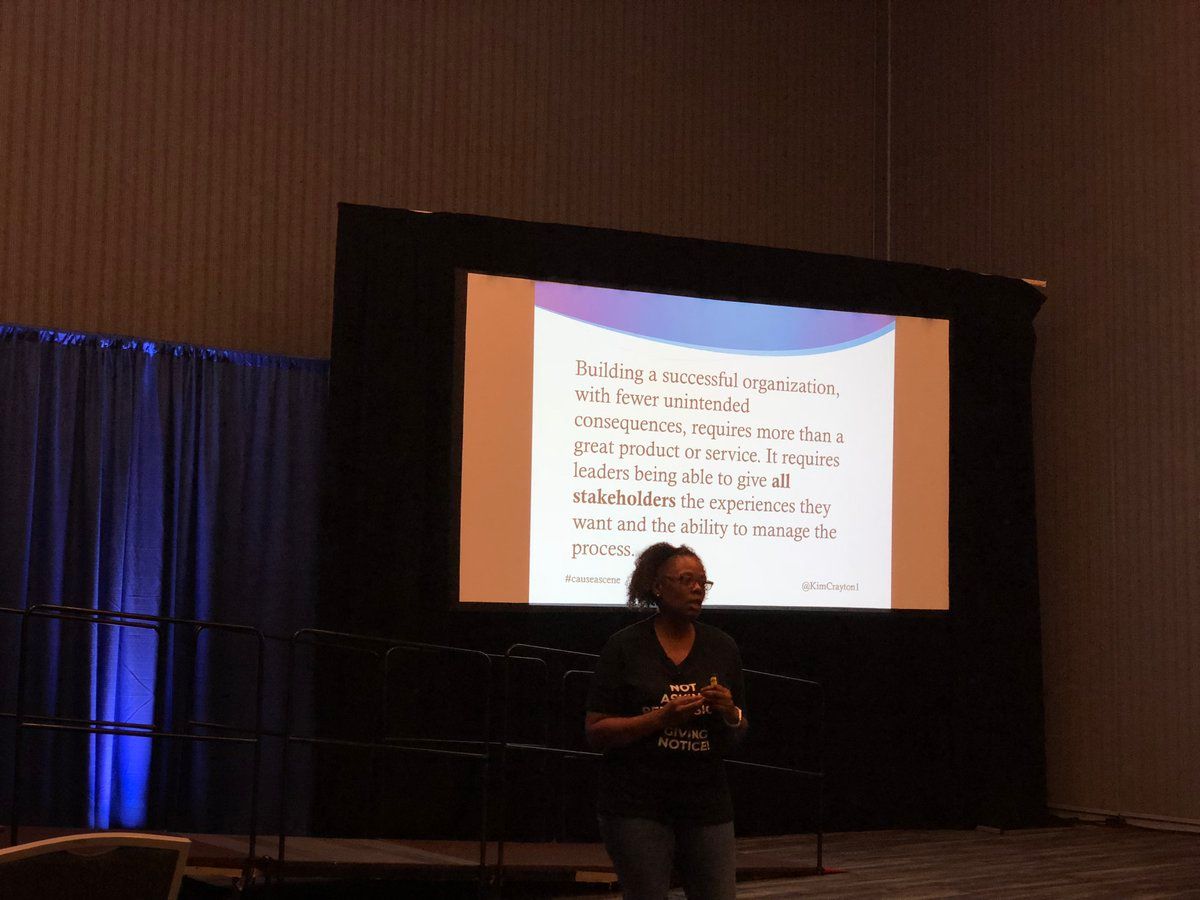 Building a successful organization,
with fewer unintended
consequences, requires more than a
great product or service. It requires
leaders being able to give all
stakeholders the experiences they
want and the ability to manage the
process.
#causeascene
@KimCrayton1
NOT
GIVING
NOTICE!